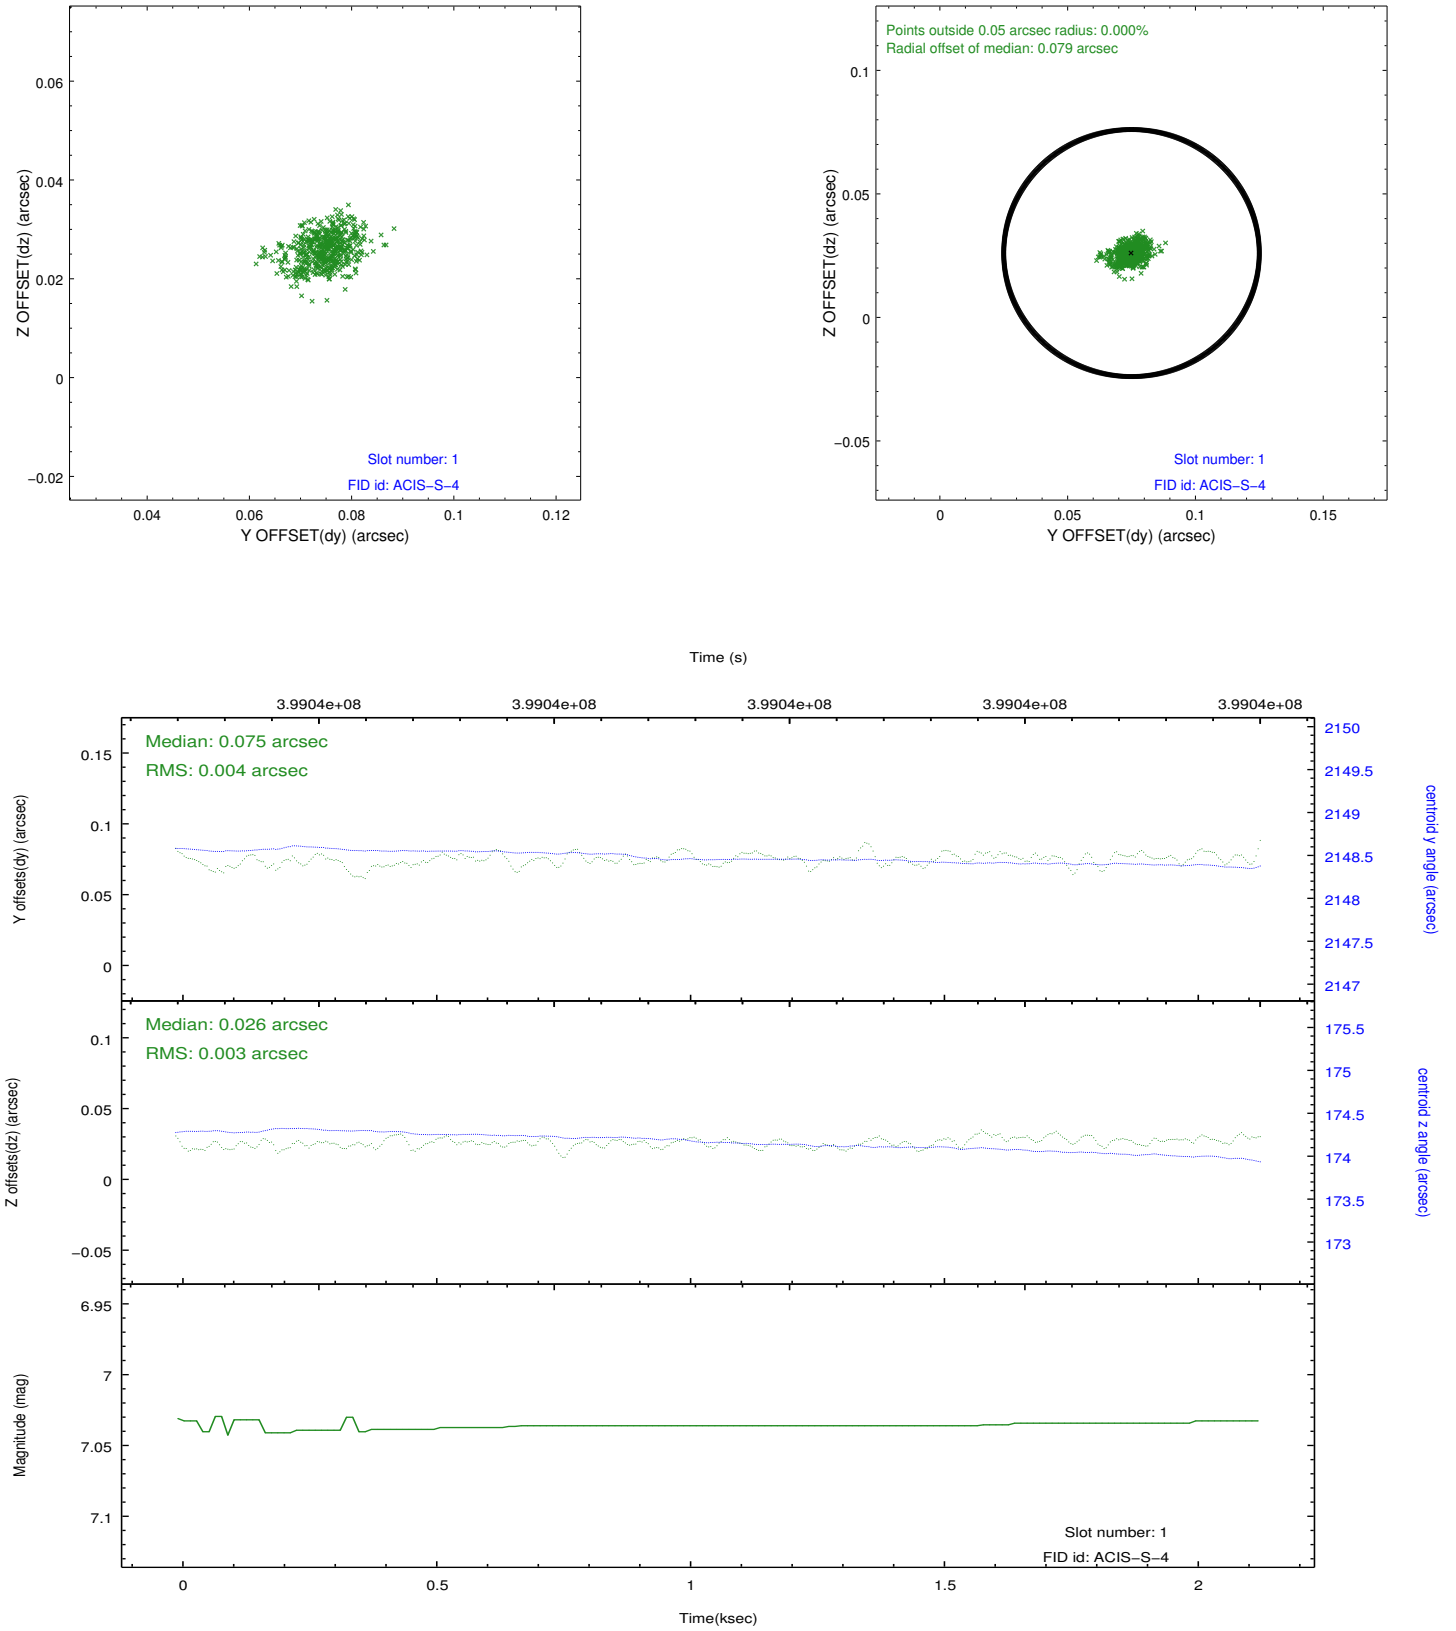 0.06
0.04
0.02
0
−0.02
Z OFFSET(dz) (arcsec)
Slot number: 1
FID id: ACIS−S−4
0.04 0.06 0.08 0.1 0.12
Y OFFSET(dy) (arcsec)
Points outside 0.05 arcsec radius: 0.000%
Radial offset of median: 0.079 arcsec
0.1
0.05
0
−0.05
Z OFFSET(dz) (arcsec)
Slot number: 1
FID id: ACIS−S−4
0 0.05 0.1 0.15
Y OFFSET(dy) (arcsec)
Time (s)
3.9904e+08 3.9904e+08 3.9904e+08 3.9904e+08 3.9904e+08
Median: 0.075 arcsec
RMS: 0.004 arcsec
0.15
0.1
0.05
0
Y offsets(dy) (arcsec)
2150
2149.5
2149
2148.5
2148
2147.5
2147
centroid y angle (arcsec)
Median: 0.026 arcsec
RMS: 0.003 arcsec
0.1
0.05
0
−0.05
Z offsets(dz) (arcsec)
175.5
175
174.5
174
173.5
173
centroid z angle (arcsec)
6.95
7
7.05
7.1
Magnitude (mag)
Slot number: 1
FID id: ACIS−S−4
0 0.5 1 1.5 2
Time(ksec)